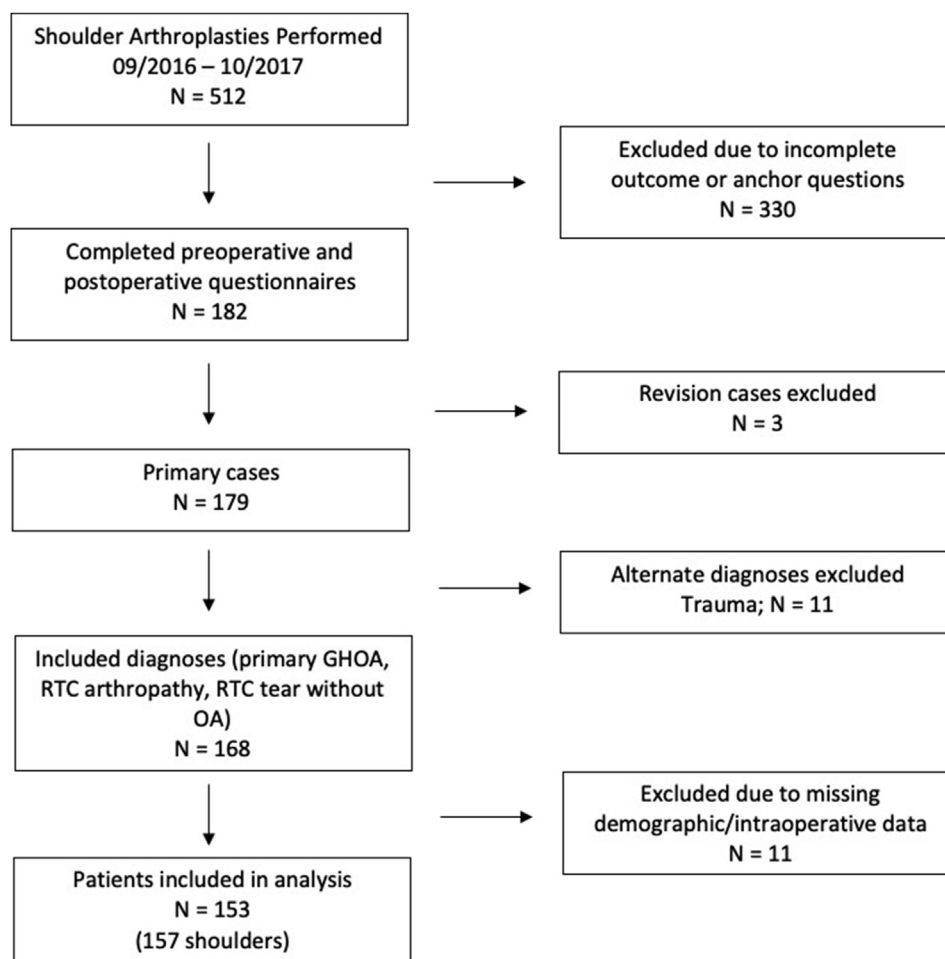 Shoulder Arthroplasties Performed
09/2016 – 10/2017
N = 512
Excluded due to incomplete
outcome or anchor questions
N = 330
Completed preoperative and
postoperative questionnaires
N = 182
Revision cases excluded
N = 3
Primary cases
N = 179
Alternate diagnoses excluded
Trauma; N = 11
Included diagnoses (primary GHOA,
RTC arthropathy, RTC tear without
OA)
N = 168
Excluded due to missing
demographic/intraoperative data
N = 11
Patients included in analysis
N = 153
(157 shoulders)